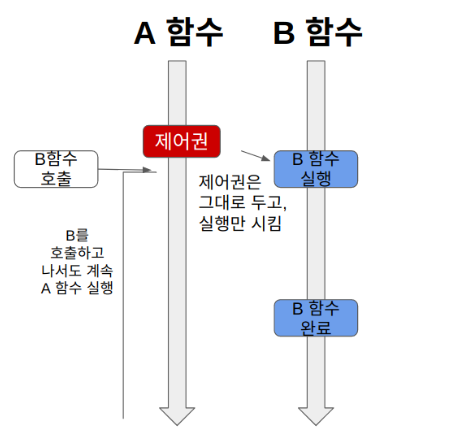 A 함수
B 함수
제어권
B함수
호출
B 함수
실행
제어권은
그대로 두고,
실행만 시킴
B를
호출하고
나서도 계속
A 함수 실행
B 함수
완료